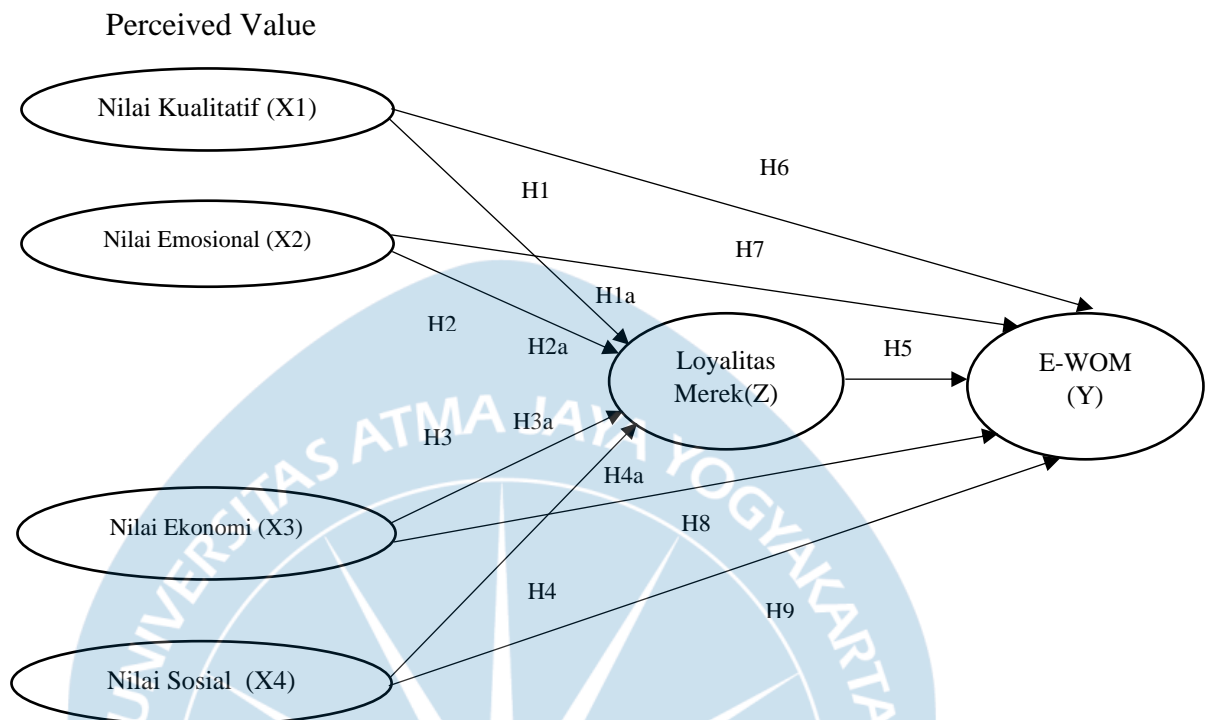 Perceived Value
Nilai Kualitatif (X1)
H6
H1
Nilai Emosional (X2)
H7
H1a
H2
H2a
Loyalitas
Merek(Z)
H5
E-WOM
(Y)
H3
H3a
H4a
Nilai Ekonomi (X3)
H8
H4
H9
Nilai Sosial (X4)
UNIVERSITAS ATMA JAYA YOGYAKARTA